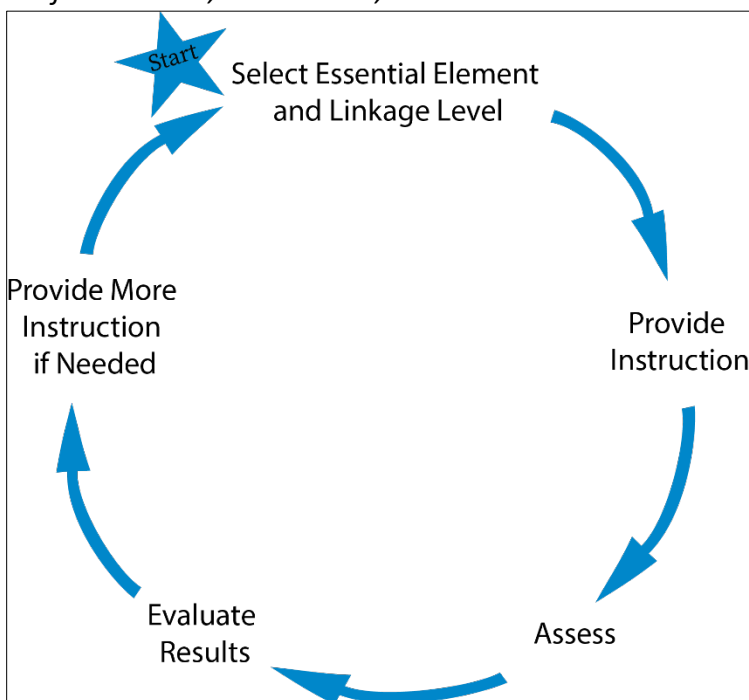 Start
Select Essential Element
and Linkage Level
Provide
Instruction
Assess
Evaluate
Results
Provide More
Instruction
if Needed